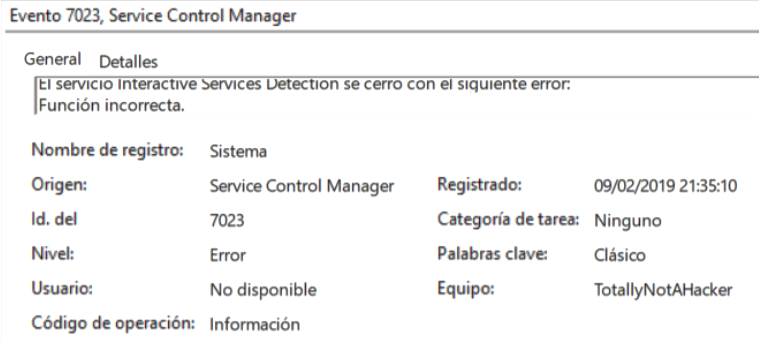 Evento 7023, Service Control Manager
General Detalles
El servicio Interactive Services Detection se cerró con el siguiente error:
Función incorrecta.
Nombre de registro: Sistema
Origen: Service Control Manager Registrado: 09/02/2019 21:35:10
Id. del 7023 Categoría de tarea: Ninguno
Nivel: Error Palabras clave: Clásico
Usuario: No disponible Equipo: TotallyNotAHacker
Código de operación: Información